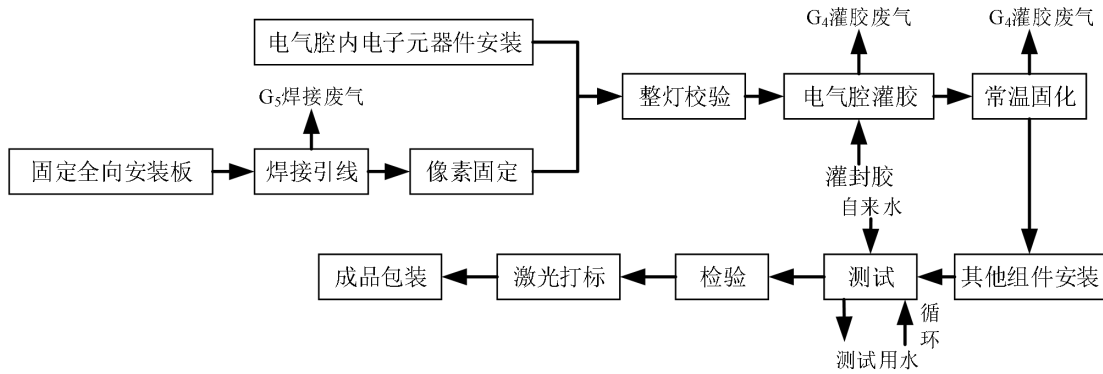 G₄灌胶废气
G₄灌胶废气
电气腔内电子元器件安装
G₅焊接废气
整灯校验
电气腔灌胶
常温固化
固定全向安装板
焊接引线
像素固定
灌封胶
自来水
成品包装
激光打标
检验
测试
其他组件安装
循
环
测试用水